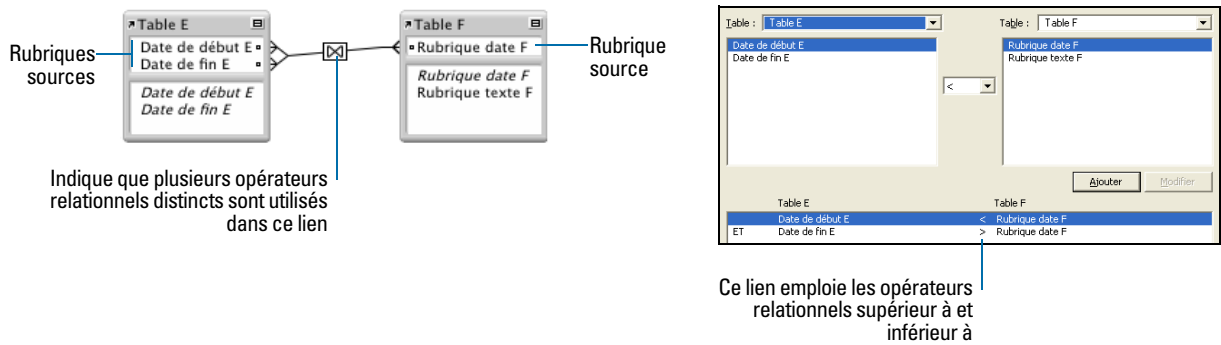 Table E
Date de début E
Date de fin E
Date de début E
Date de fin E
Rubriques
sources
Table F
Rubrique date F
Rubrique date F
Rubrique texte F
Rubrique
source
Indique que plusieurs opérateurs
relationnels distincts sont utilisés
dans ce lien
Table : Table E
Table : Table F
Date de début E
Date de fin E
<
Rubrique date F
Rubrique texte F
Ajouter
Modifier
Table E Table F
Date de début E < Rubrique date F
ET Date de fin E > Rubrique date F
Ce lien emploie les opérateurs
relationnels supérieur à et
inférieur à